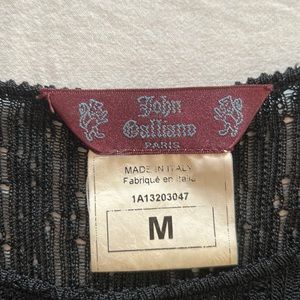 John
Galliano
PARIS
MADE IN ITALY
Fabriqué en Italie
1A13203047
M